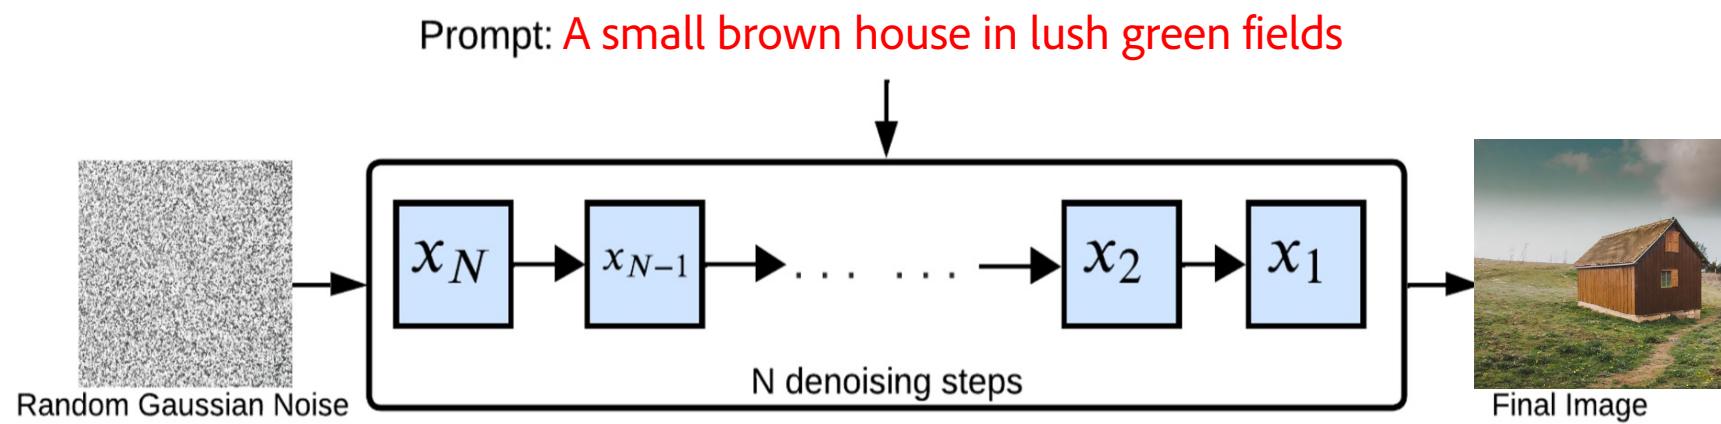 Prompt: A small brown house in lush green fields
x_N
x_{N-1}
... ...
x_2
x_1
N denoising steps
Random Gaussian Noise
Final Image